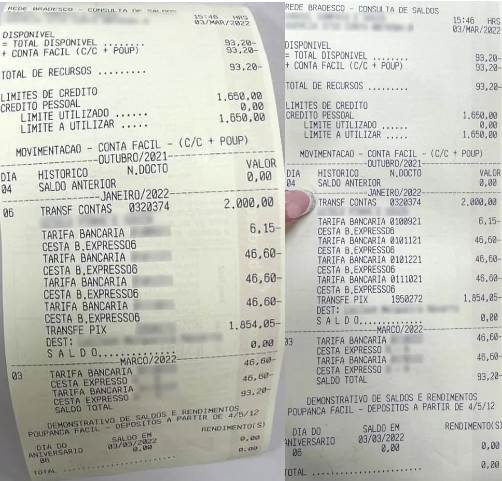 REDE BRADESCO - CONSULTA DE SALDOS
15:46 HRS
03/MAR/2022
DISPONIVEL
= TOTAL DISPONIVEL ........ 93,20-
+ CONTA FACIL (C/C + POUP) 93,20-
TOTAL DE RECURSOS ......... 93,20-
LIMITES DE CREDITO
CREDITO PESSOAL 1.650,00
LIMITE UTILIZADO ...... 0,00
LIMITE A UTILIZAR ..... 1.650,00
MOVIMENTACAO - CONTA FACIL - (C/C + POUP)
OUTUBRO/2021
DIA HISTORICO N.DOCTO VALOR
04 SALDO ANTERIOR 0,00
JANEIRO/2022
06 TRANSF CONTAS 0320374 2.000,00
TARIFA BANCARIA 6,15-
CESTA B.EXPRESSO6
TARIFA BANCARIA 46,60-
CESTA B.EXPRESSO6
TARIFA BANCARIA 46,60-
CESTA B.EXPRESSO6
TARIFA BANCARIA 46,60-
CESTA B.EXPRESSO6
TRANSFE PIX 1.854,05-
DEST:
S A L D O............... 0,00
MARCO/2022
03 TARIFA BANCARIA 46,60-
CESTA EXPRESSO
TARIFA BANCARIA 46,60-
CESTA EXPRESSO
SALDO TOTAL 93,20-
DEMONSTRATIVO DE SALDOS E RENDIMENTOS
POUPANCA FACIL - DEPOSITOS A PARTIR DE 4/5/12
DIA DO SALDO EM RENDIMENTO(S)
ANIVERSARIO 03/03/2022
06 0,00 0,00
TOTAL 0,00
REDE BRADESCO - CONSULTA DE SALDOS
15:46 HRS
03/MAR/2022
DISPONIVEL
= TOTAL DISPONIVEL ........ 93,20-
+ CONTA FACIL (C/C + POUP) 93,20-
TOTAL DE RECURSOS ......... 93,20-
LIMITES DE CREDITO
CREDITO PESSOAL 1.650,00
LIMITE UTILIZADO ...... 0,00
LIMITE A UTILIZAR ..... 1.650,00
MOVIMENTACAO - CONTA FACIL - (C/C + POUP)
OUTUBRO/2021
DIA HISTORICO N.DOCTO VALOR
04 SALDO ANTERIOR 0,00
JANEIRO/2022
TRANSF CONTAS 0320374 2.000,00
TARIFA BANCARIA 0100921 6,15-
CESTA B.EXPRESSO6
TARIFA BANCARIA 0101121 46,60-
CESTA B.EXPRESSO6
TARIFA BANCARIA 0101221 46,60-
CESTA B.EXPRESSO6
TARIFA BANCARIA 0111021 46,60-
CESTA B.EXPRESSO6
TRANSFE PIX 1950272 1.854,05-
DEST:
S A L D O............... 0,00
MARCO/2022
03 TARIFA BANCARIA 46,60-
CESTA EXPRESSO
TARIFA BANCARIA 46,60-
CESTA EXPRESSO
SALDO TOTAL 93,20-
DEMONSTRATIVO DE SALDOS E RENDIMENTOS
POUPANCA FACIL - DEPOSITOS A PARTIR DE 4/5/12
DIA DO SALDO EM RENDIMENTO(S)
ANIVERSARIO 03/03/2022
06 0,00 0,00
TOTAL 0,00